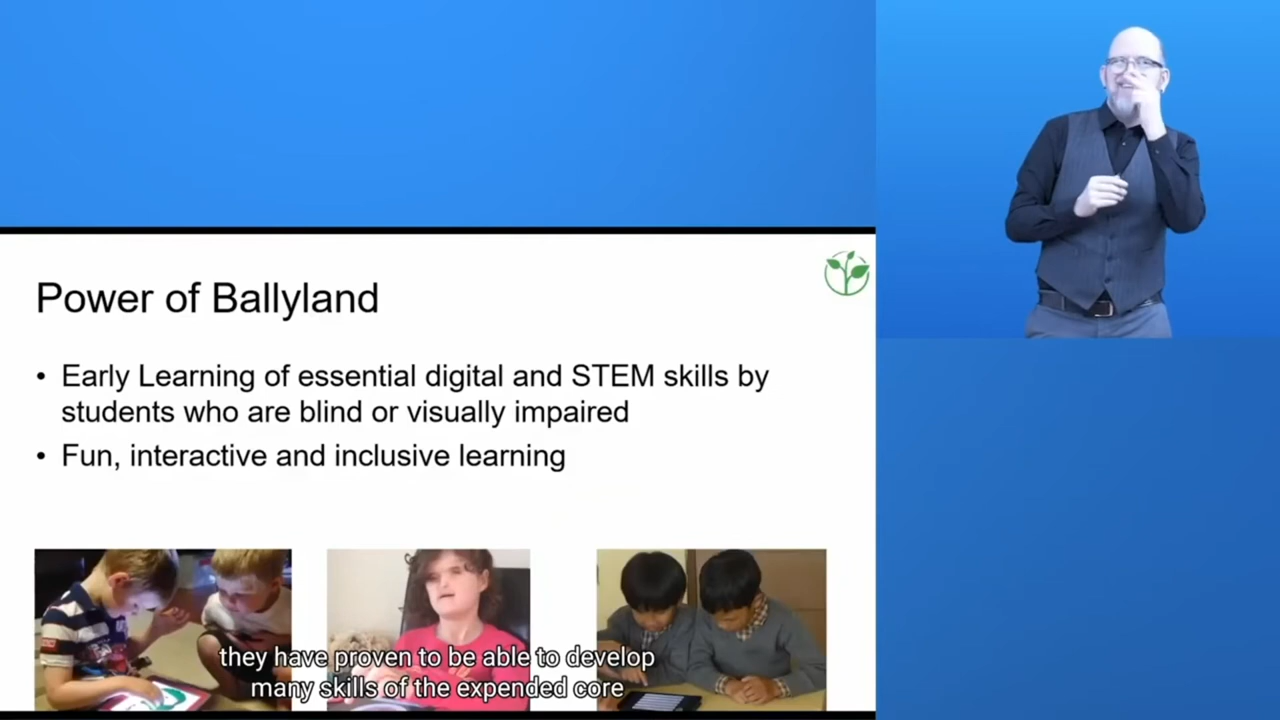 Power of Ballyland
• Early Learning of essential digital and STEM skills by
students who are blind or visually impaired
• Fun, interactive and inclusive learning
they have proven to be able to develop
many skills of the expended core